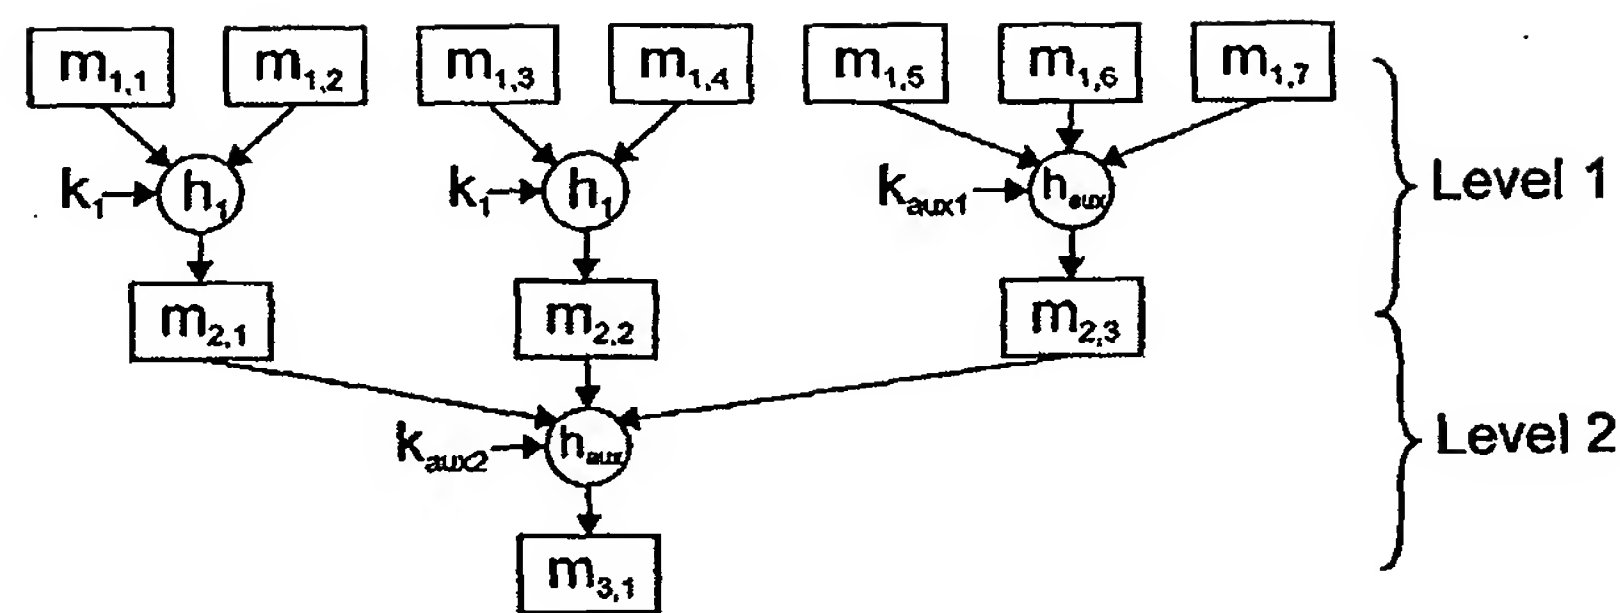 m1,1 m1,2 m1,3 m1,4 m1,5 m1,6 m1,7
k1 h1 k1 h1 kaux1 haux Level 1
m2,1 m2,2 m2,3
kaux2 haux Level 2
m3,1